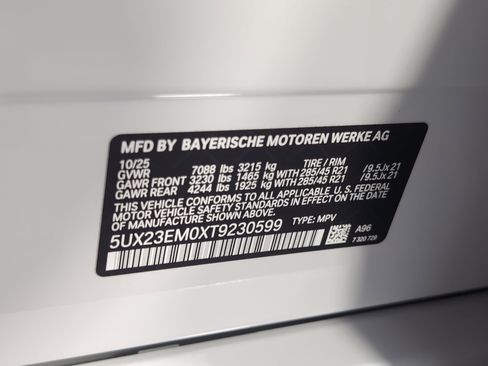 MFD BY BAYERISCHE MOTOREN WERKE AG
10/25 TIRE / RIM
GVWR 7088 lbs 3215 kg
GAWR FRONT 3230 lbs 1465 kg WITH 285/45 R21 / 9.5Jx 21
GAWR REAR 4244 lbs 1925 kg WITH 285/45 R21 / 9.5Jx 21
THIS VEHICLE CONFORMS TO ALL APPLICABLE U. S. FEDERAL
MOTOR VEHICLE SAFETY STANDARDS IN EFFECT
ON THE DATE OF MANUFACTURE SHOWN ABOVE.
5UX23EM0XT9230599 TYPE: MPV
A96
7 320 729